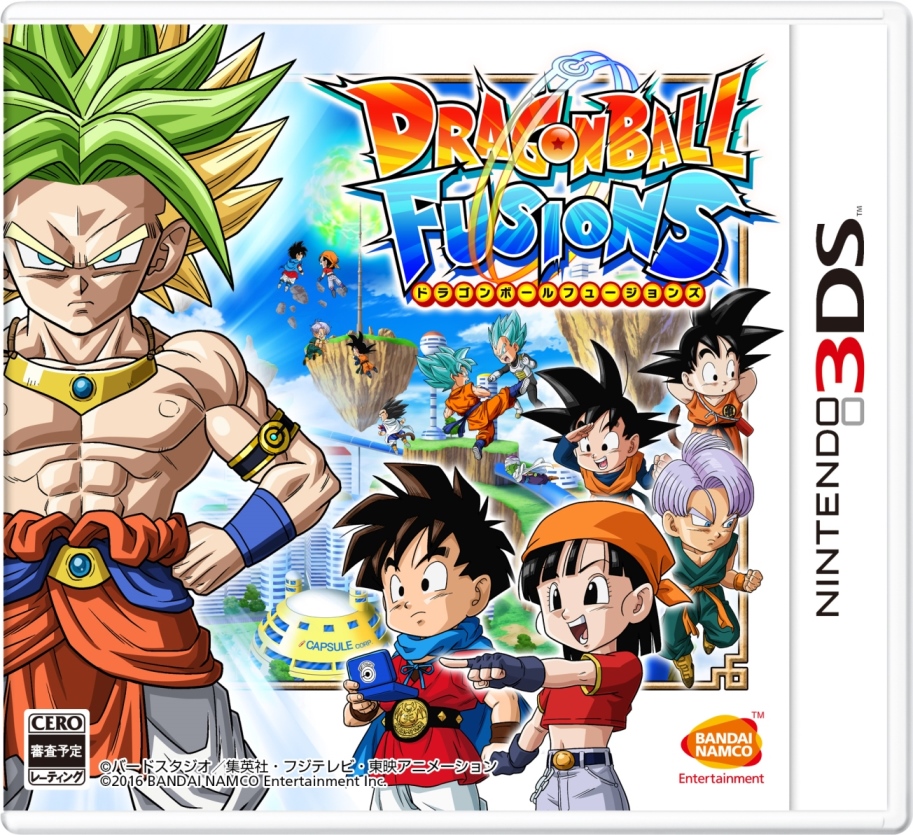 DRAGONBALL
FUSIONS
ドラゴンボールフュージョンズ
NINTENDO 3DS™
CAPSULE CORP.
CERO
審査予定
レーティング
©バードスタジオ/集英社・フジテレビ・東映アニメーション
©2016 BANDAI NAMCO Entertainment Inc.
BANDAI
NAMCO
TM
Entertainment